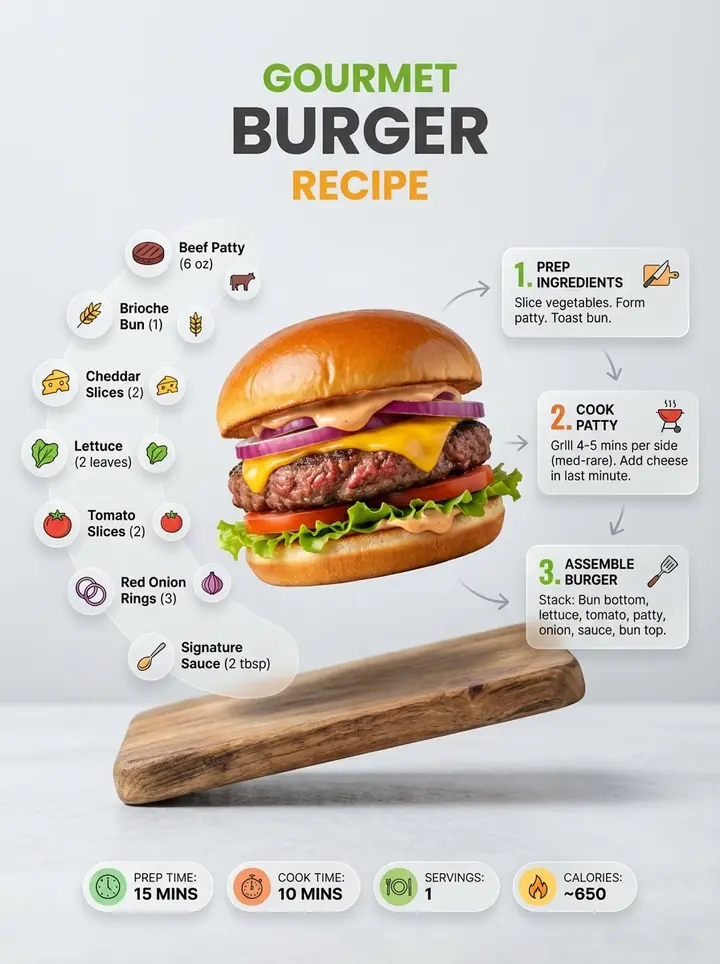 GOURMET
BURGER
RECIPE
Beef Patty
(6 oz)
Brioche
Bun (1)
Cheddar
Slices (2)
Lettuce
(2 leaves)
Tomato
Slices (2)
Red Onion
Rings (3)
Signature
Sauce (2 tbsp)
1. PREP
INGREDIENTS
Slice vegetables. Form
patty. Toast bun.
2. COOK
PATTY
Grill 4-5 mins per side
(med-rare). Add cheese
in last minute.
3. ASSEMBLE
BURGER
Stack: Bun bottom,
lettuce, tomato, patty,
onion, sauce, bun top.
PREP TIME:
15 MINS
COOK TIME:
10 MINS
SERVINGS:
1
CALORIES:
~650